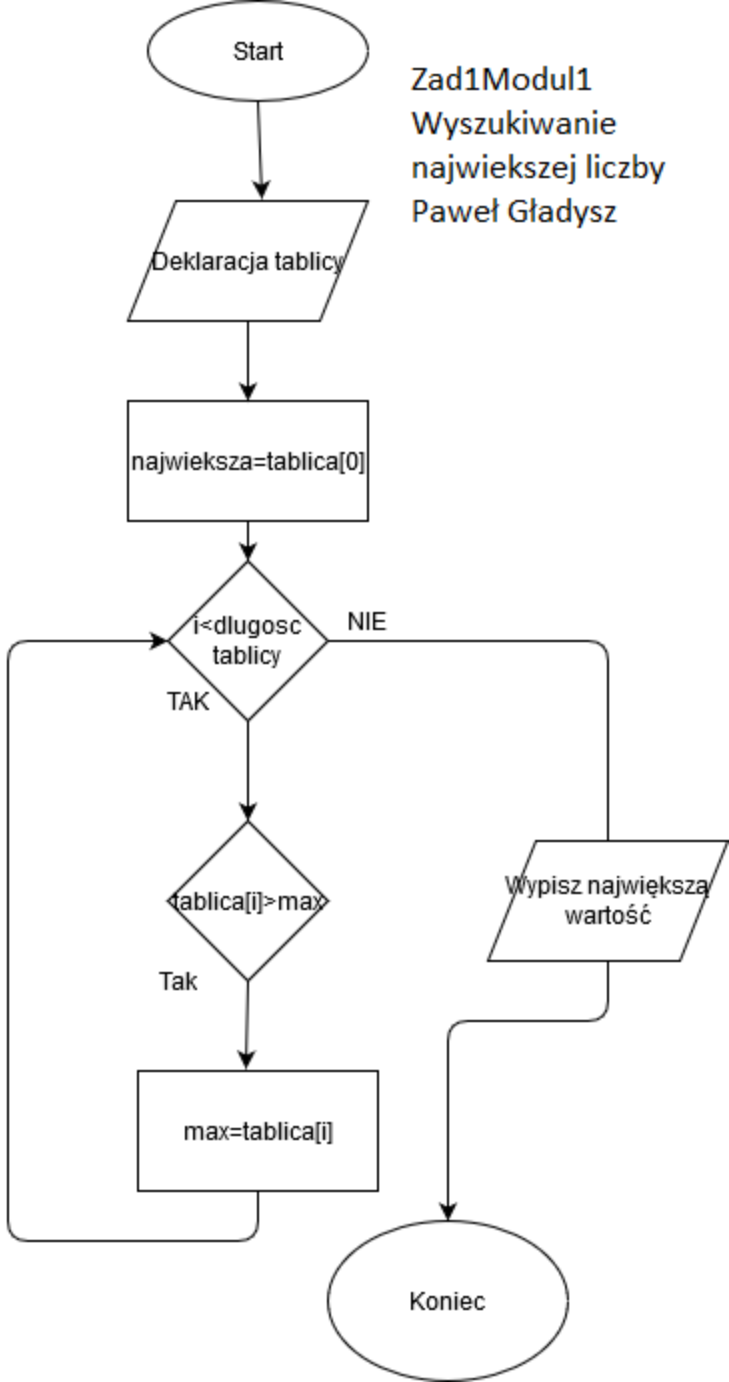 Start
Zad1Modul1
Wyszukiwanie
najwiekszej liczby
Paweł Gładysz
Deklaracja tablicy
najwieksza=tablica[0]
i<dlugosc
tablicy
NIE
TAK
tablica[i]>max
Wypisz największą
wartość
Tak
max=tablica[i]
Koniec